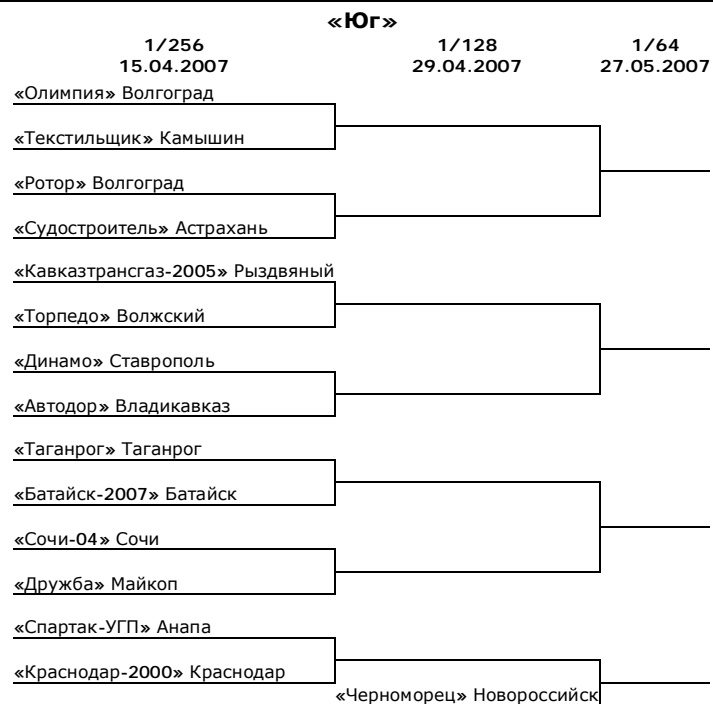 «Юг»
1/256 1/128 1/64
15.04.2007 29.04.2007 27.05.2007
«Олимпия» Волгоград
«Текстильщик» Камышин
«Ротор» Волгоград
«Судостроитель» Астрахань
«Кавказтрансгаз-2005» Рыздвяный
«Торпедо» Волжский
«Динамо» Ставрополь
«Автодор» Владикавказ
«Таганрог» Таганрог
«Батайск-2007» Батайск
«Сочи-04» Сочи
«Дружба» Майкоп
«Спартак-УГП» Анапа
«Краснодар-2000» Краснодар
«Черноморец» Новороссийск